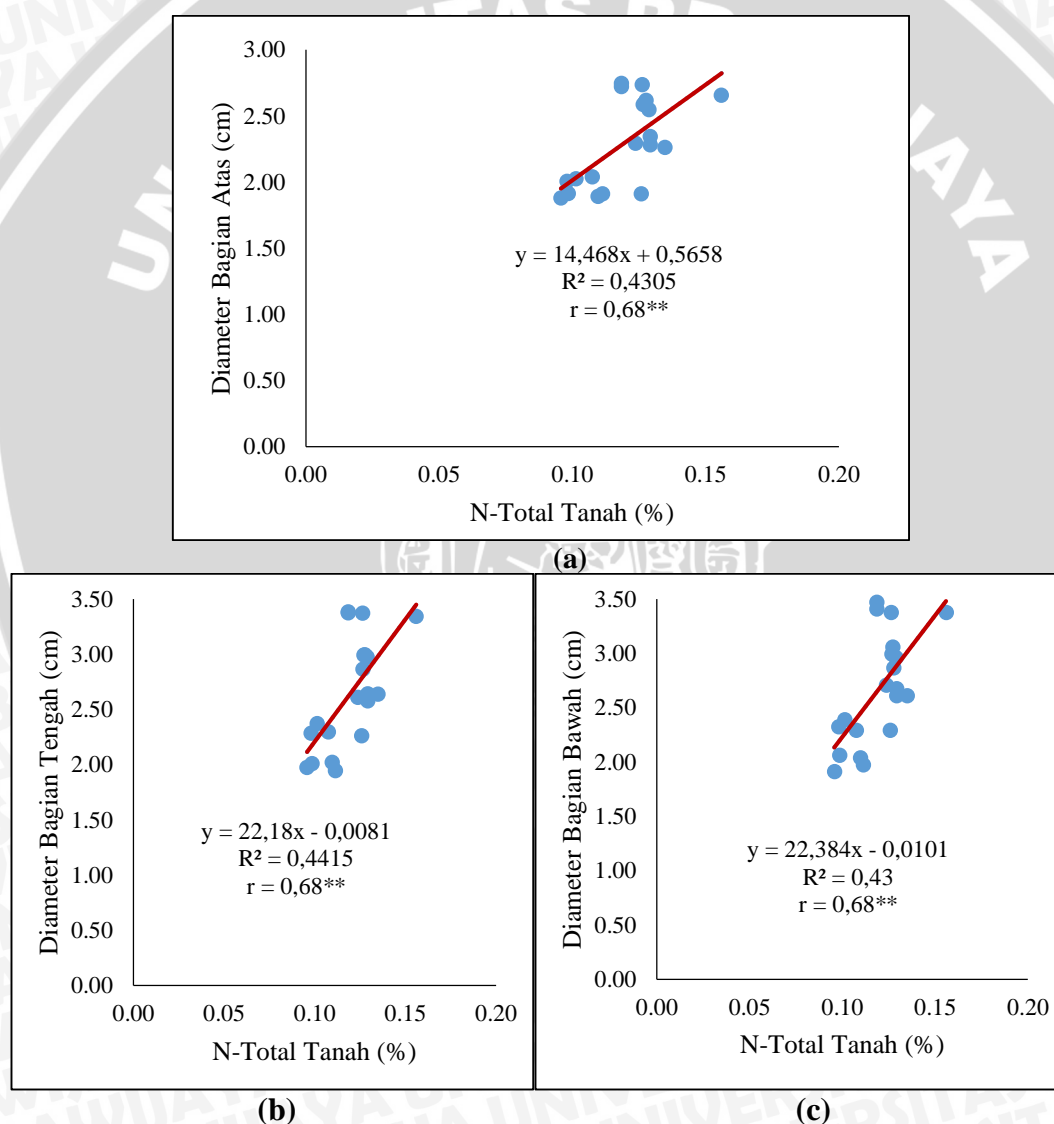 3.00
2.50
2.00
1.50
1.00
0.50
0.00
Diameter Bagian Atas (cm)
y = 14,468x + 0,5658
R² = 0,4305
r = 0,68**
0.00 0.05 0.10 0.15 0.20
N-Total Tanah (%)
(a)
3.50
3.00
2.50
2.00
1.50
1.00
0.50
0.00
Diameter Bagian Tengah (cm)
y = 22,18x - 0,0081
R² = 0,4415
r = 0,68**
0.00 0.05 0.10 0.15 0.20
N-Total Tanah (%)
(b)
3.50
3.00
2.50
2.00
1.50
1.00
0.50
0.00
Diameter Bagian Bawah (cm)
y = 22,384x - 0,0101
R² = 0,43
r = 0,68**
0.00 0.05 0.10 0.15 0.20
N-Total Tanah (%)
(c)